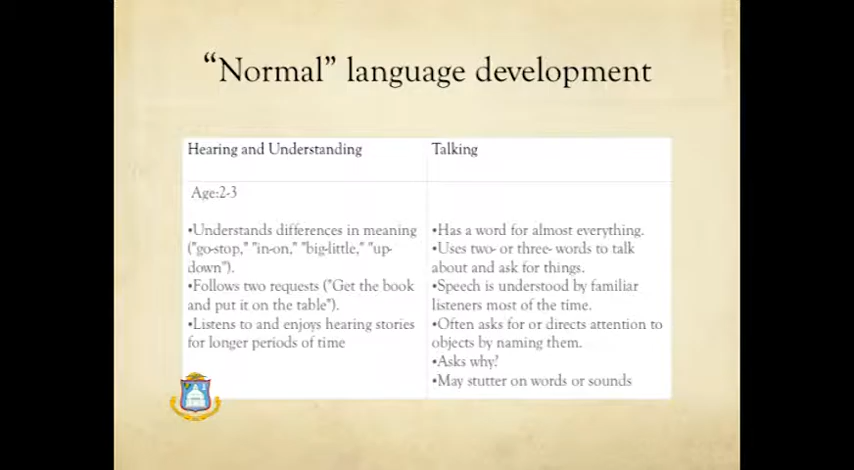 “Normal” language development
Hearing and Understanding
Talking
Age:2-3
•Understands differences in meaning
("go-stop," "in-on," "big-little," "up-
down").
•Follows two requests ("Get the book
and put it on the table").
•Listens to and enjoys hearing stories
for longer periods of time
•Has a word for almost everything.
•Uses two- or three- words to talk
about and ask for things.
•Speech is understood by familiar
listeners most of the time.
•Often asks for or directs attention to
objects by naming them.
•Asks why?
•May stutter on words or sounds